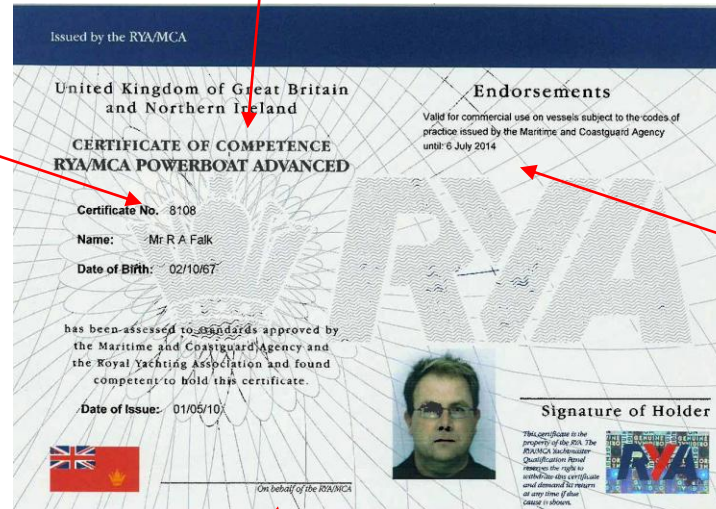 Issued by the RYA/MCA
United Kingdom of Great Britain
and Northern Ireland
CERTIFICATE OF COMPETENCE
RYA/MCA POWERBOAT ADVANCED
Certificate No. 8108
Name: Mr R A Falk
Date of Birth: 02/10/67
has been assessed to standards approved by
the Maritime and Coastguard Agency and
the Royal Yachting Association and found
competent to hold this certificate.
Date of Issue: 01/05/10
On behalf of the RYA/MCA
Endorsements
Valid for commercial use on vessels subject to the codes of
practice issued by the Maritime and Coastguard Agency
until: 6 July 2014
RYA
Signature of Holder
This certificate is the
property of the RYA. The
RYA/MCA Yachtmaster
Qualification Panel
reserves the right to
withdraw this certificate
and demand its return
at any time if due
cause is shown.
RYA